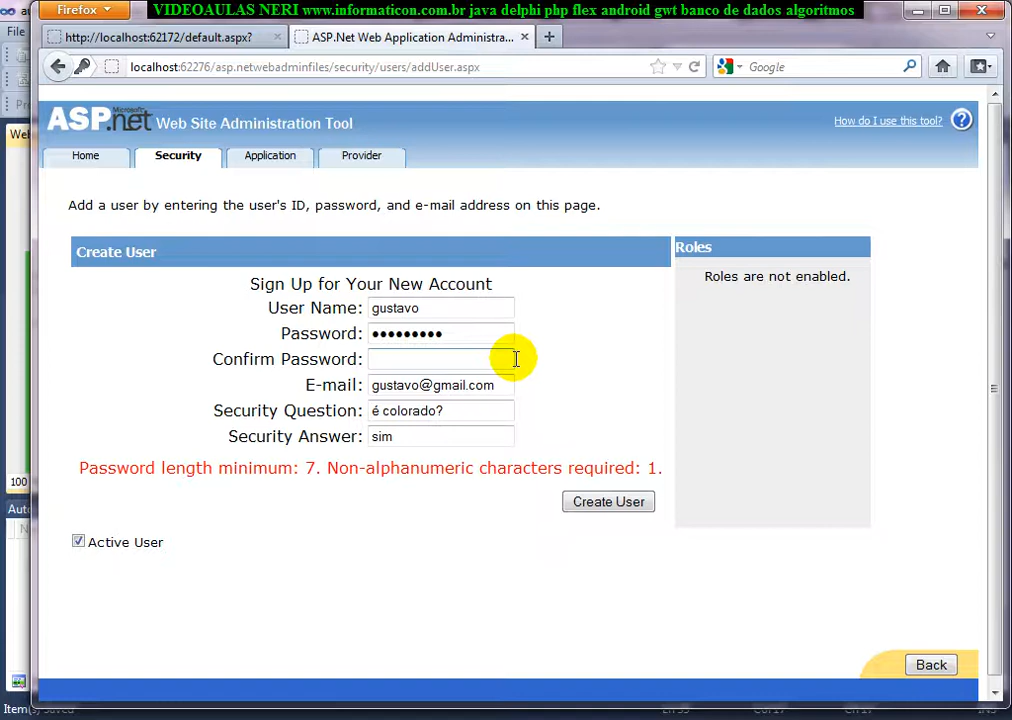 Firefox
VIDEOAULAS NERI www.informaticon.com.br java delphi php flex android gwt banco de dados algoritmos
http://localhost:62172/default.aspx?
ASP.Net Web Application Administra...
File
localhost:62276/asp.netwebadminfiles/security/users/addUser.aspx
Google
Microsoft
ASP.net Web Site Administration Tool
How do I use this tool?
Home
Security
Application
Provider
Add a user by entering the user's ID, password, and e-mail address on this page.
Create User
Roles
Roles are not enabled.
Sign Up for Your New Account
User Name: gustavo
Password: •••••••••
Confirm Password:
E-mail: gustavo@gmail.com
Security Question: é colorado?
Security Answer: sim
Password length minimum: 7. Non-alphanumeric characters required: 1.
Create User
Active User
100
Back